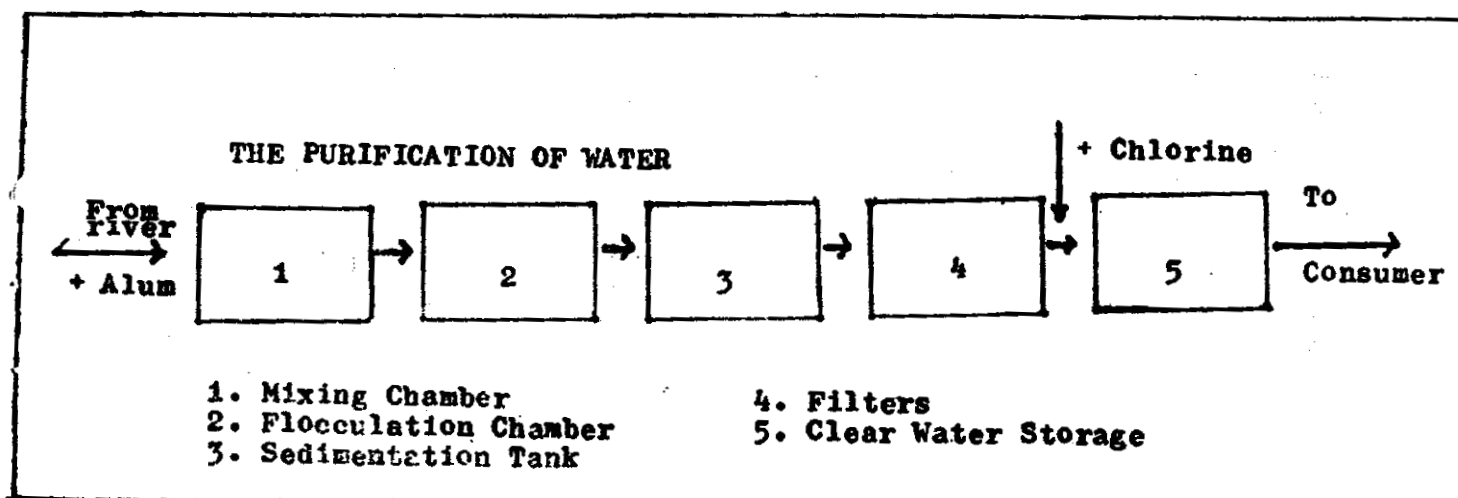 THE PURIFICATION OF WATER
+ Chlorine
From
river
+ Alum
To
Consumer
1
2
3
4
5
1. Mixing Chamber
2. Flocculation Chamber
3. Sedimentation Tank
4. Filters
5. Clear Water Storage